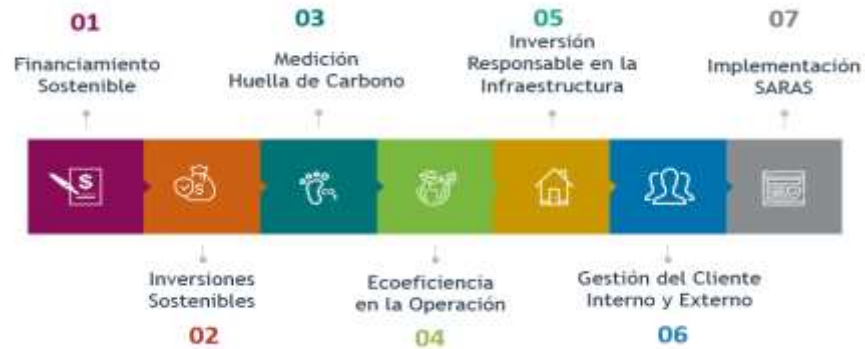 01
Financiamiento
Sostenible
03
Medición
Huella de Carbono
05
Inversión
Responsable en la
Infraestructura
07
Implementación
SARAS
$
$
Inversiones
Sostenibles
02
Ecoeficiencia
en la Operación
04
Gestión del Cliente
Interno y Externo
06